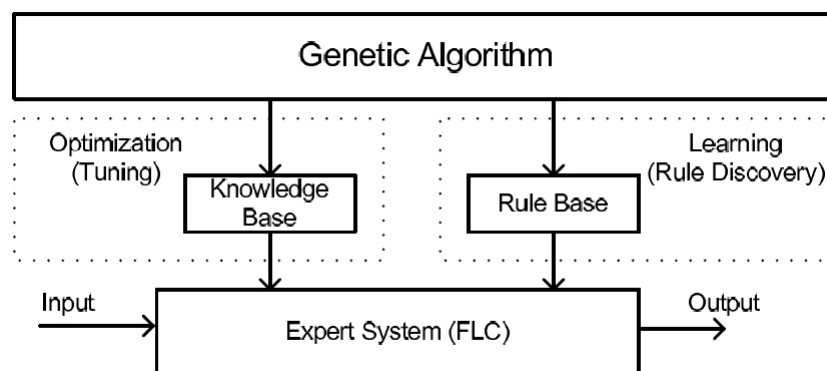 Genetic Algorithm
Optimization
(Tuning)
Learning
(Rule Discovery)
Knowledge
Base
Rule Base
Input
Output
Expert System (FLC)